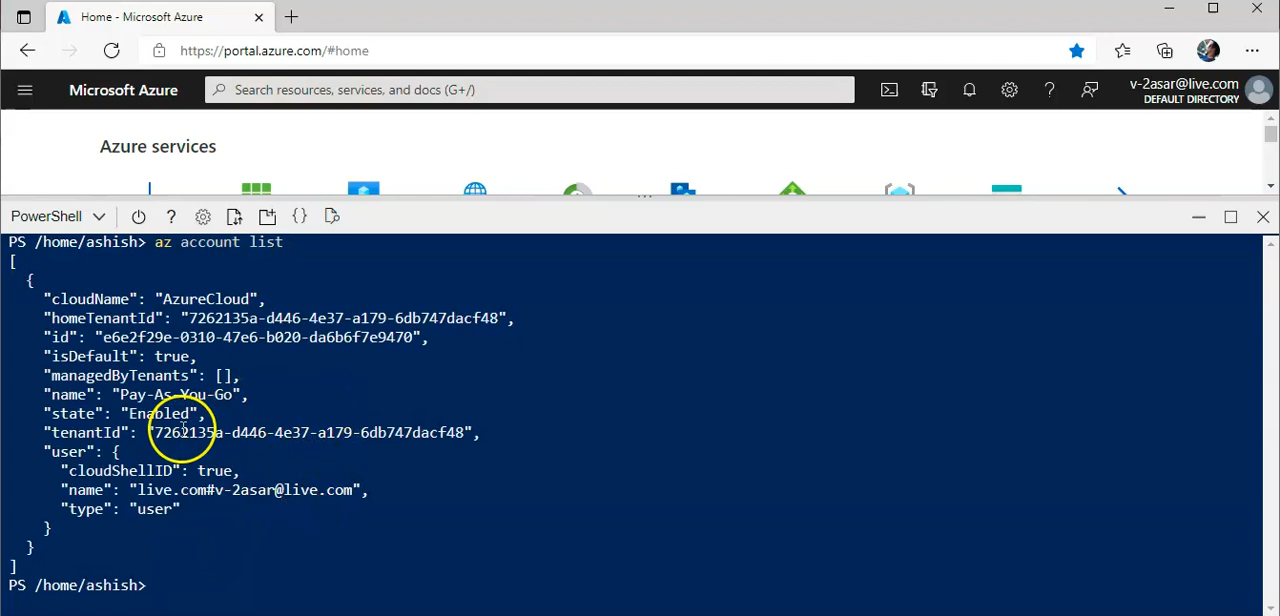 Home - Microsoft Azure
https://portal.azure.com/#home
Microsoft Azure
Search resources, services, and docs (G+/)
v-2asar@live.com
DEFAULT DIRECTORY
Azure services
PowerShell
PS /home/ashish> az account list
[
  {
    "cloudName": "AzureCloud",
    "homeTenantId": "7262135a-d446-4e37-a179-6db747dacf48",
    "id": "e6e2f29e-0310-47e6-b020-da6b6f7e9470",
    "isDefault": true,
    "managedByTenants": [],
    "name": "Pay-As-You-Go",
    "state": "Enabled",
    "tenantId": "7262135a-d446-4e37-a179-6db747dacf48",
    "user": {
      "cloudShellID": true,
      "name": "live.com#v-2asar@live.com",
      "type": "user"
    }
  }
]
PS /home/ashish>